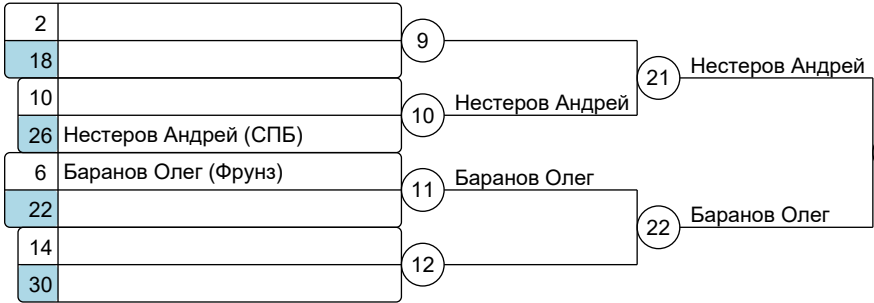 2
9
18
21 Нестеров Андрей
10
10 Нестеров Андрей
26 Нестеров Андрей (СПБ)
6 Баранов Олег (Фрунз)
11 Баранов Олег
22
22 Баранов Олег
14
12
30